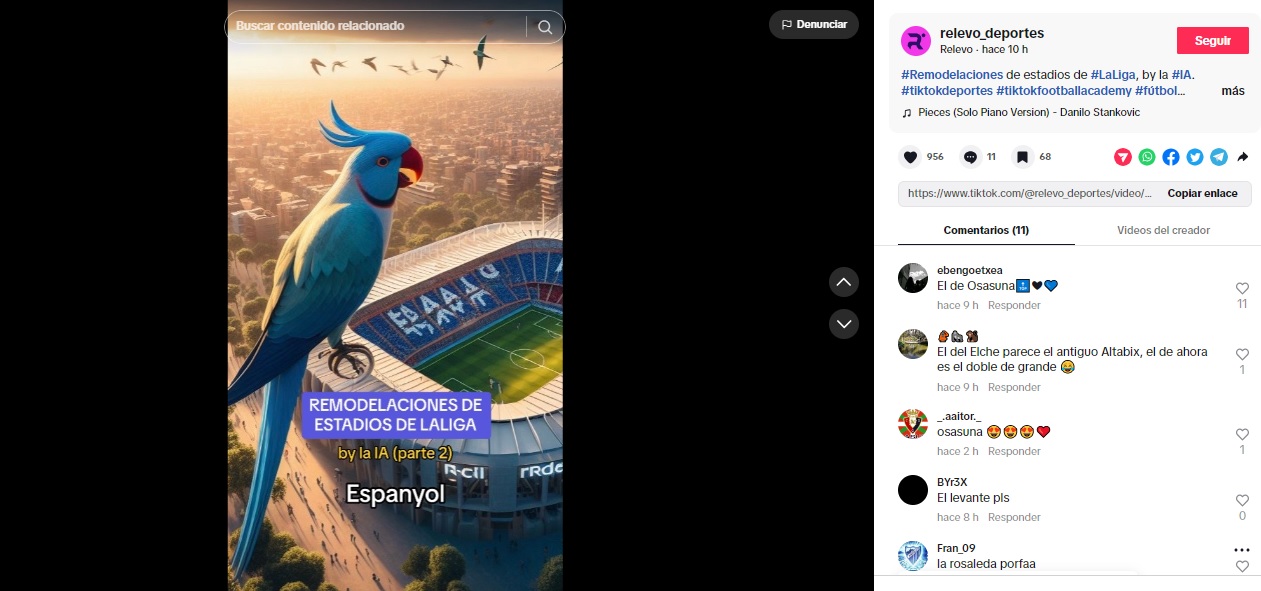 Buscar contenido relacionado
Denunciar
REMODELACIONES DE
ESTADIOS DE LALIGA
by la IA (parte 2)
Espanyol
relevo_deportes
Relevo · hace 10 h
Seguir
#Remodelaciones de estadios de #LaLiga, by la #IA.
#tiktokdeportes #tiktokfootballacademy #fútbol...
más
Pieces (Solo Piano Version) - Danilo Stankovic
956
11
68
https://www.tiktok.com/@relevo_deportes/video/...
Copiar enlace
Comentarios (11)
Videos del creador
ebengoetxea
El de Osasuna
hace 9 h Responder
11
El del Elche parece el antiguo Altabix, el de ahora
es el doble de grande
hace 9 h Responder
1
_.aaitor._
osasuna
hace 2 h Responder
1
BYr3X
El levante pls
hace 8 h Responder
0
Fran_09
la rosaleda porfaa